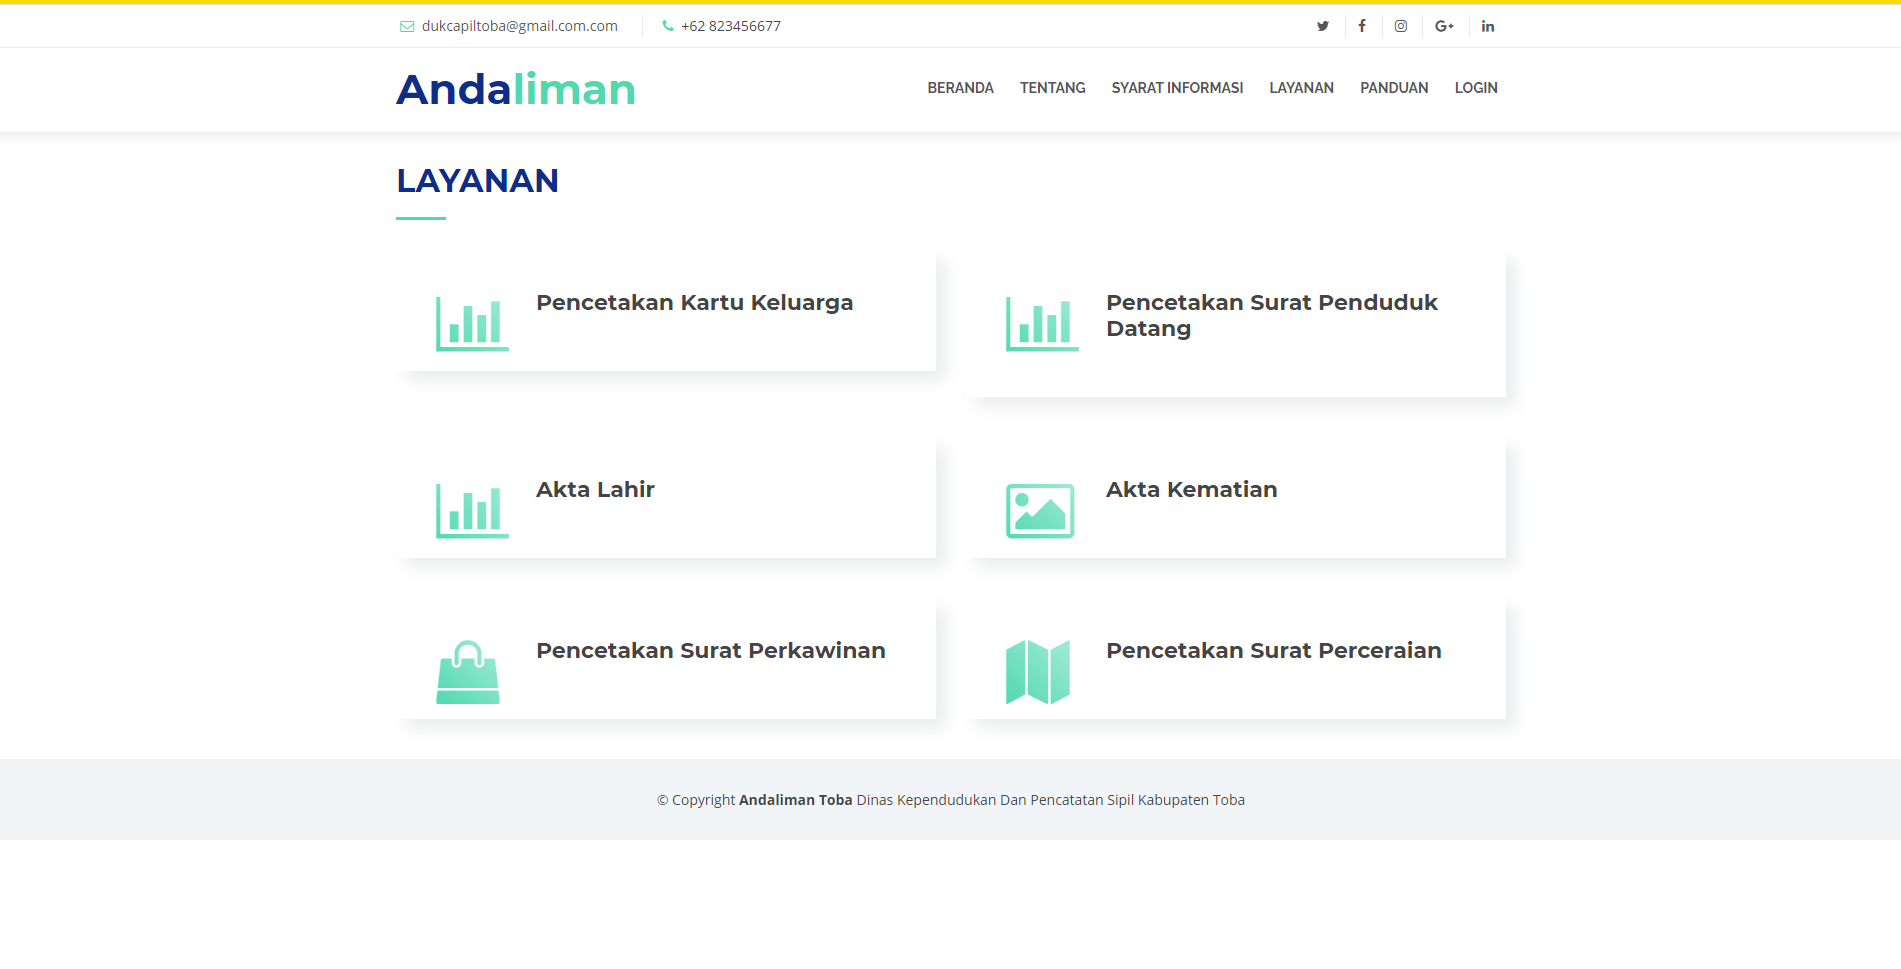 dukcapiltoba@gmail.com.com
+62 823456677
Andaliman
BERANDA TENTANG SYARAT INFORMASI LAYANAN PANDUAN LOGIN
LAYANAN
Pencetakan Kartu Keluarga
Pencetakan Surat Penduduk
Datang
Akta Lahir
Akta Kematian
Pencetakan Surat Perkawinan
Pencetakan Surat Perceraian
© Copyright Andaliman Toba Dinas Kependudukan Dan Pencatatan Sipil Kabupaten Toba